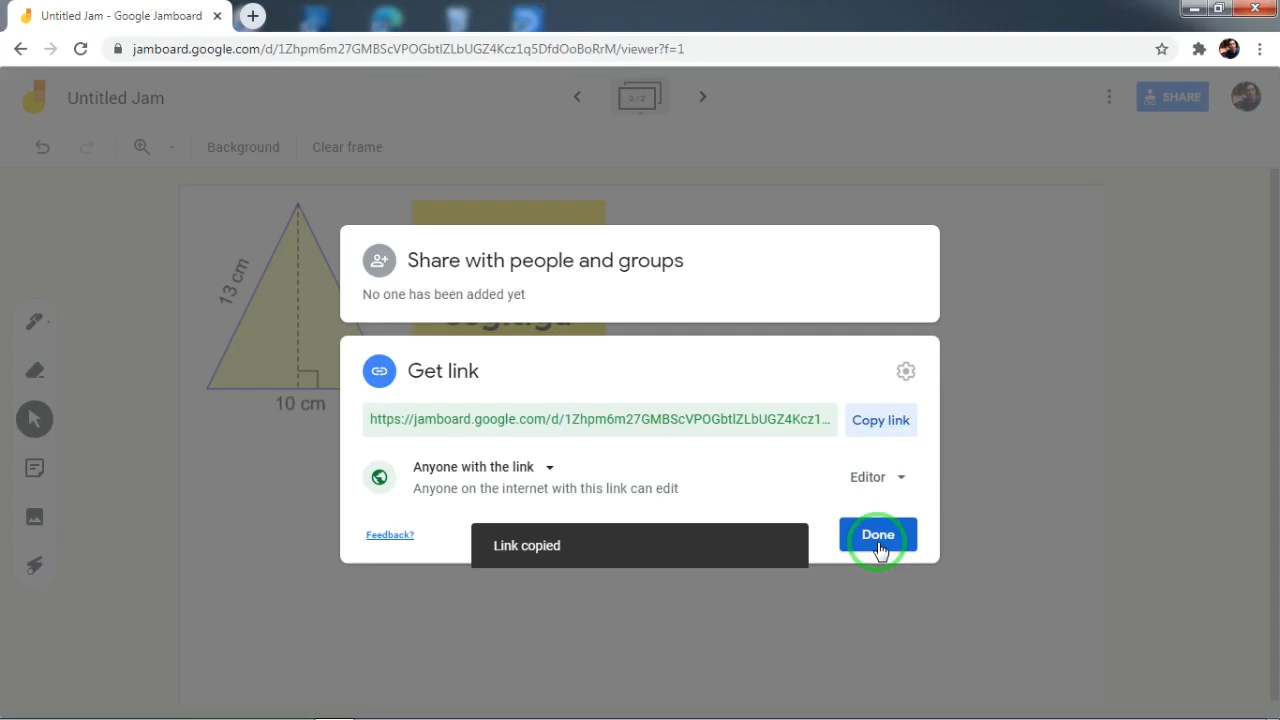 Untitled Jam - Google Jamboard
jamboard.google.com/d/1Zhpm6m27GMBScVPOGbtlZLbUGZ4Kcz1q5DfdOoBoRrM/viewer?f=1
Untitled Jam
2 / 2
SHARE
Background
Clear frame
13 cm
10 cm
Share with people and groups
No one has been added yet
Get link
https://jamboard.google.com/d/1Zhpm6m27GMBScVPOGbtlZLbUGZ4Kcz1...
Copy link
Anyone with the link
Anyone on the internet with this link can edit
Editor
Feedback?
Link copied
Done